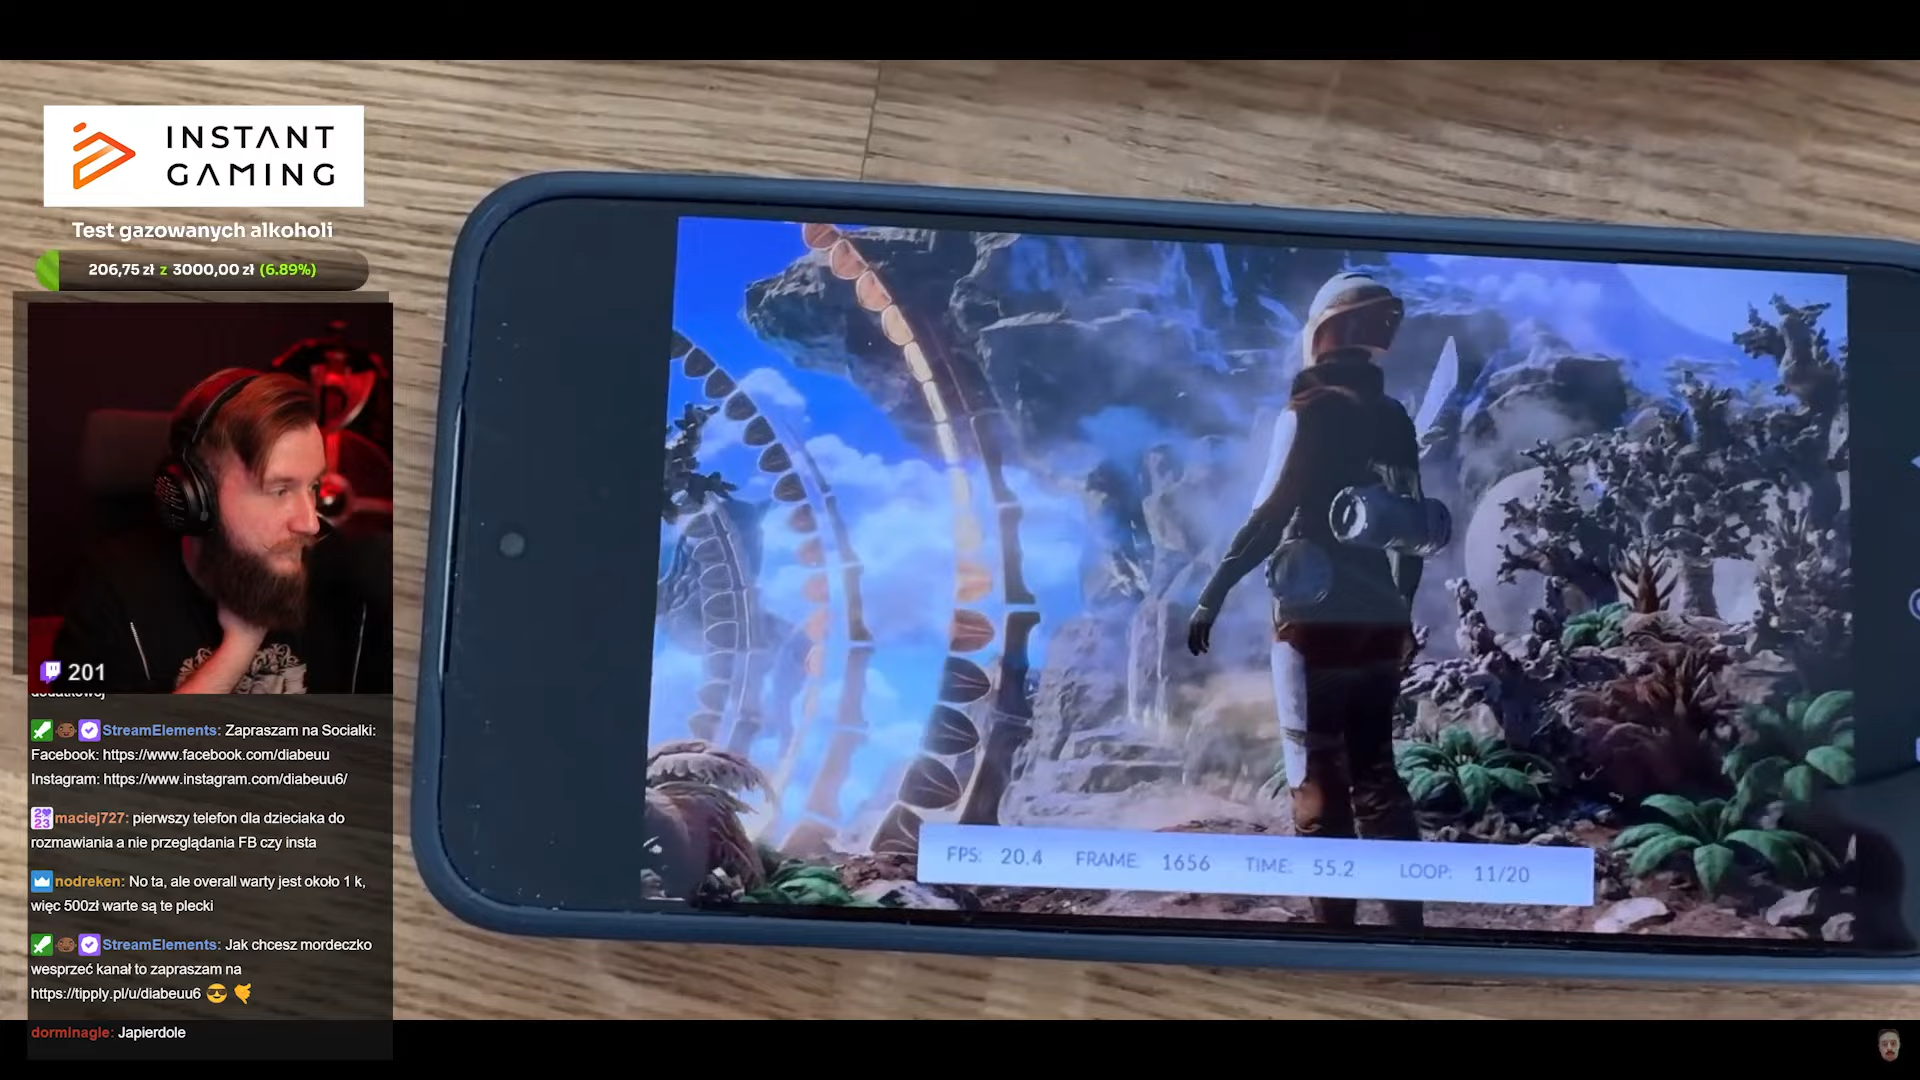 INSTANT
GAMING
Test gazowanych alkoholi
206,75 zł z 3000,00 zł (6.89%)
201
StreamElements: Zapraszam na Socialki:
Facebook: https://www.facebook.com/diabeuu
Instagram: https://www.instagram.com/diabeuu6/
maciej727: pierwszy telefon dla dzieciaka do
rozmawiania a nie przeglądania FB czy insta
nodreken: No ta, ale overall warty jest około 1 k,
więc 500zł warte są te plecki
StreamElements: Jak chcesz mordeczko
wesprzeć kanał to zapraszam na
https://tipply.pl/u/diabeuu6 😎 🤙
dorminagle: Japierdole
FPS: 20.4 FRAME: 1656 TIME: 55.2 LOOP: 11/20